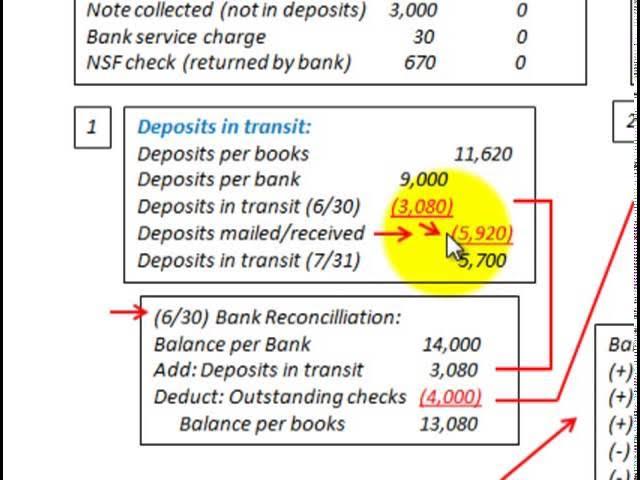 Note collected (not in deposits) 3,000 0
Bank service charge 30 0
NSF check (returned by bank) 670 0
1
2
Deposits in transit:
Deposits per books 11,620
Deposits per bank 9,000
Deposits in transit (6/30) (3,080)
Deposits mailed/received (5,920)
Deposits in transit (7/31) 5,700
(6/30) Bank Reconcilliation:
Balance per Bank 14,000
Add: Deposits in transit 3,080
Deduct: Outstanding checks (4,000)
Balance per books 13,080
Ba
(+)
(+)
(+)
(-)
(-)